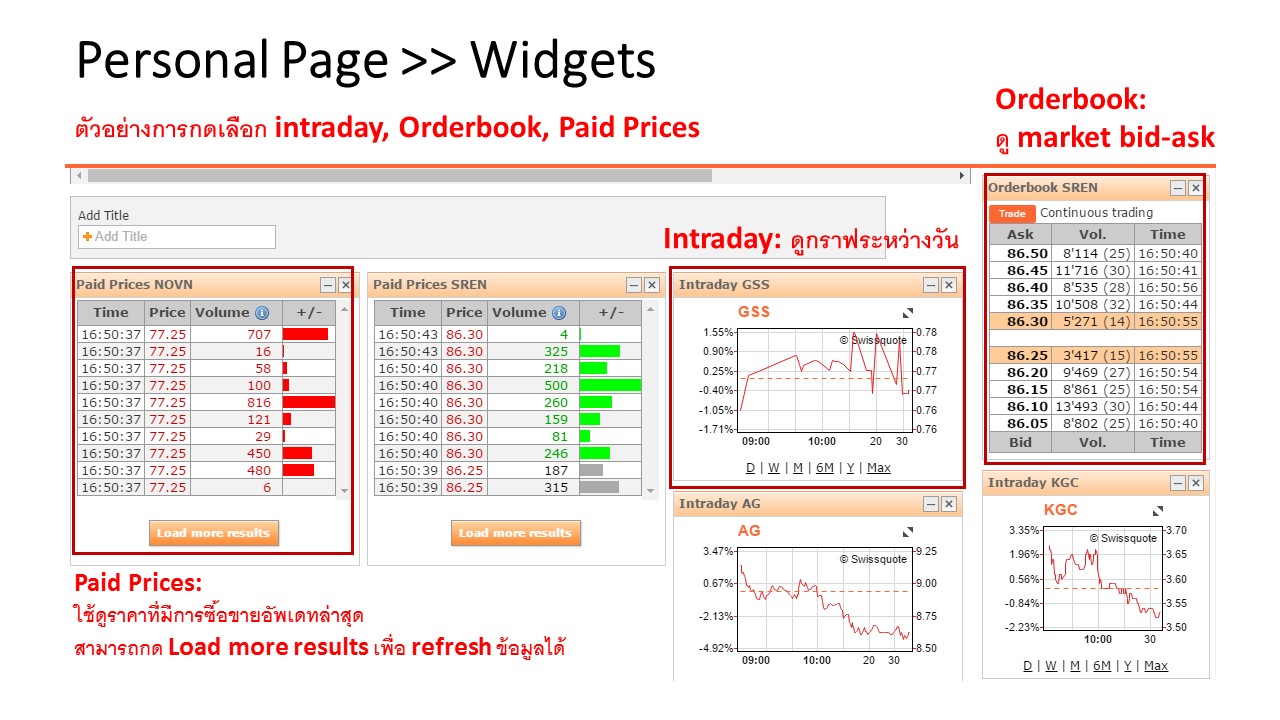 Personal Page >> Widgets
ตัวอย่างการกดเลือก intraday, Orderbook, Paid Prices
Orderbook:
ดู market bid-ask
Add Title
Add Title
Intraday: ดูกราฟระหว่างวัน
Paid Prices NOVN
Time Price Volume +/-
16:50:37 77.25 707
16:50:37 77.25 16
16:50:37 77.25 58
16:50:37 77.25 100
16:50:37 77.25 816
16:50:37 77.25 121
16:50:37 77.25 29
16:50:37 77.25 450
16:50:37 77.25 480
16:50:37 77.25 6
Load more results
Paid Prices SREN
Time Price Volume +/-
16:50:43 86.30 4
16:50:43 86.30 325
16:50:40 86.30 218
16:50:40 86.30 500
16:50:40 86.30 260
16:50:40 86.30 159
16:50:40 86.30 81
16:50:40 86.30 246
16:50:39 86.25 187
16:50:39 86.25 315
Load more results
Intraday GSS
GSS
© Swissquote
1.55% 0.78
0.90% 0.78
0.25% 0.77
-0.40% 0.77
-1.05% 0.76
-1.71% 0.76
09:00 10:00 20 30
D | W | M | 6M | Y | Max
Orderbook SREN
Trade Continuous trading
Ask Vol. Time
86.50 8'114 (25) 16:50:40
86.45 11'716 (30) 16:50:41
86.40 8'535 (28) 16:50:56
86.35 10'508 (32) 16:50:44
86.30 5'271 (14) 16:50:55
86.25 3'417 (15) 16:50:55
86.20 9'469 (27) 16:50:54
86.15 8'861 (25) 16:50:54
86.10 13'493 (30) 16:50:44
86.05 8'802 (25) 16:50:40
Bid Vol. Time
Intraday AG
AG
© Swissquote
3.47% 9.25
0.67% 9.00
-2.13% 8.75
-4.92% 8.50
09:00 10:00 20 30
Intraday KGC
KGC
© Swissquote
3.35% 3.70
1.96% 3.65
0.56% 3.60
-0.84% 3.55
-2.23% 3.50
10:00 30
D | W | M | 6M | Y | Max
Paid Prices:
ใช้ดูราคาที่มีการซื้อขายอัพเดทล่าสุด
สามารถกด Load more results เพื่อ refresh ข้อมูลได้